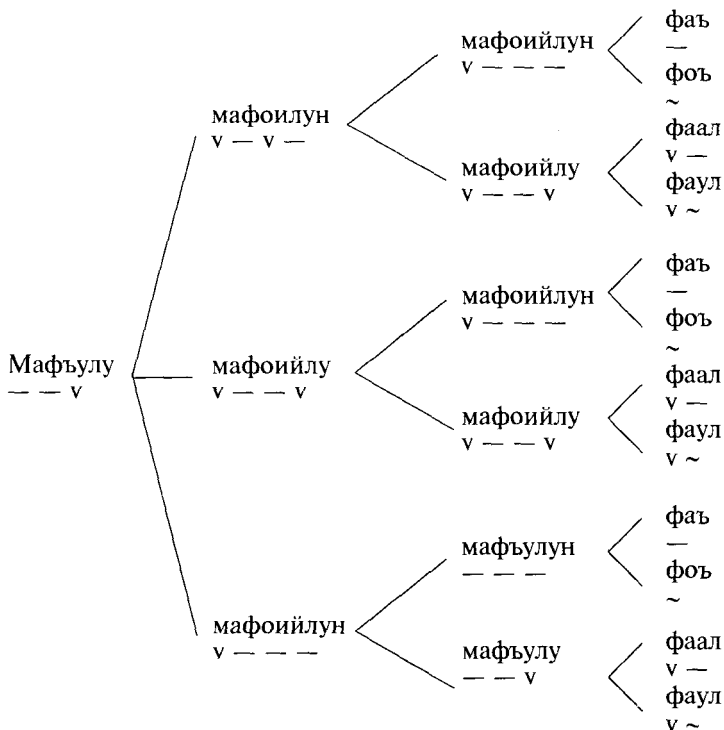 фаъ
—
мафоийлун
v — — —
фоъ
~
мафоилун
v — v —
фаал
v —
мафоийлу
v — — v
фаул
v ~
фаъ
—
мафоийлун
v — — —
фоъ
~
Мафъулу
— — v
мафоийлу
v — — v
фаал
v —
мафоийлу
v — — v
фаул
v ~
фаъ
—
мафъулун
— — —
фоъ
~
мафоийлун
v — — —
фаал
v —
мафъулу
— — v
фаул
v ~